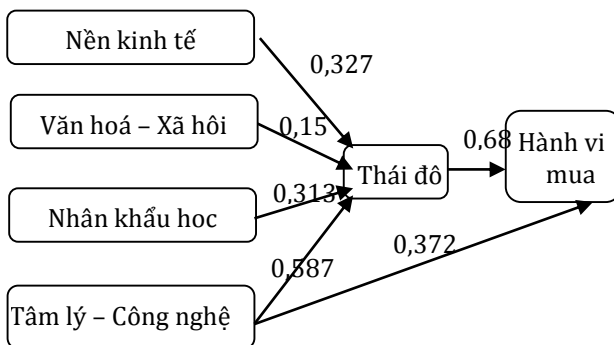 Nền kinh tế
0,327
Văn hoá – Xã hôi
0,15
Thái đô
0,68
Hành vi
mua
Nhân khẩu hoc
0,313
0,372
0,587
Tâm lý – Công nghệ